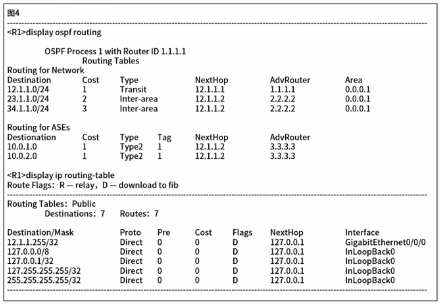 图4
<R1>display ospf routing
OSPF Process 1 with Router ID 1.1.1.1
Routing Tables
Routing for Network
Destination Cost Type NextHop AdvRouter Area
12.1.1.0/24 1 Transit 12.1.1.1 1.1.1.1 0.0.0.1
23.1.1.0/24 2 Inter-area 12.1.1.2 2.2.2.2 0.0.0.1
34.1.1.0/24 3 Inter-area 12.1.1.2 2.2.2.2 0.0.0.1
Routing for ASEs
Destionation Cost Type Tag NextHop AdvRouter
10.0.1.0 1 Type2 1 12.1.1.2 3.3.3.3
10.0.2.0 1 Type2 1 12.1.1.2 3.3.3.3
<R1>display ip routing-table
Route Flags: R — relay, D — download to fib
Routing Tables: Public
Destinations: 7 Routes: 7
Destination/Mask Proto Pre Cost Flags NextHop Interface
12.1.1.255/32 Direct 0 0 D 127.0.0.1 GigabitEthernet0/0/0
127.0.0.0/8 Direct 0 0 D 127.0.0.1 InLoopBack0
127.0.0.1/32 Direct 0 0 D 127.0.0.1 InLoopBack0
127.255.255.255/32 Direct 0 0 D 127.0.0.1 InLoopBack0
255.255.255.255/32 Direct 0 0 D 127.0.0.1 InLoopBack0